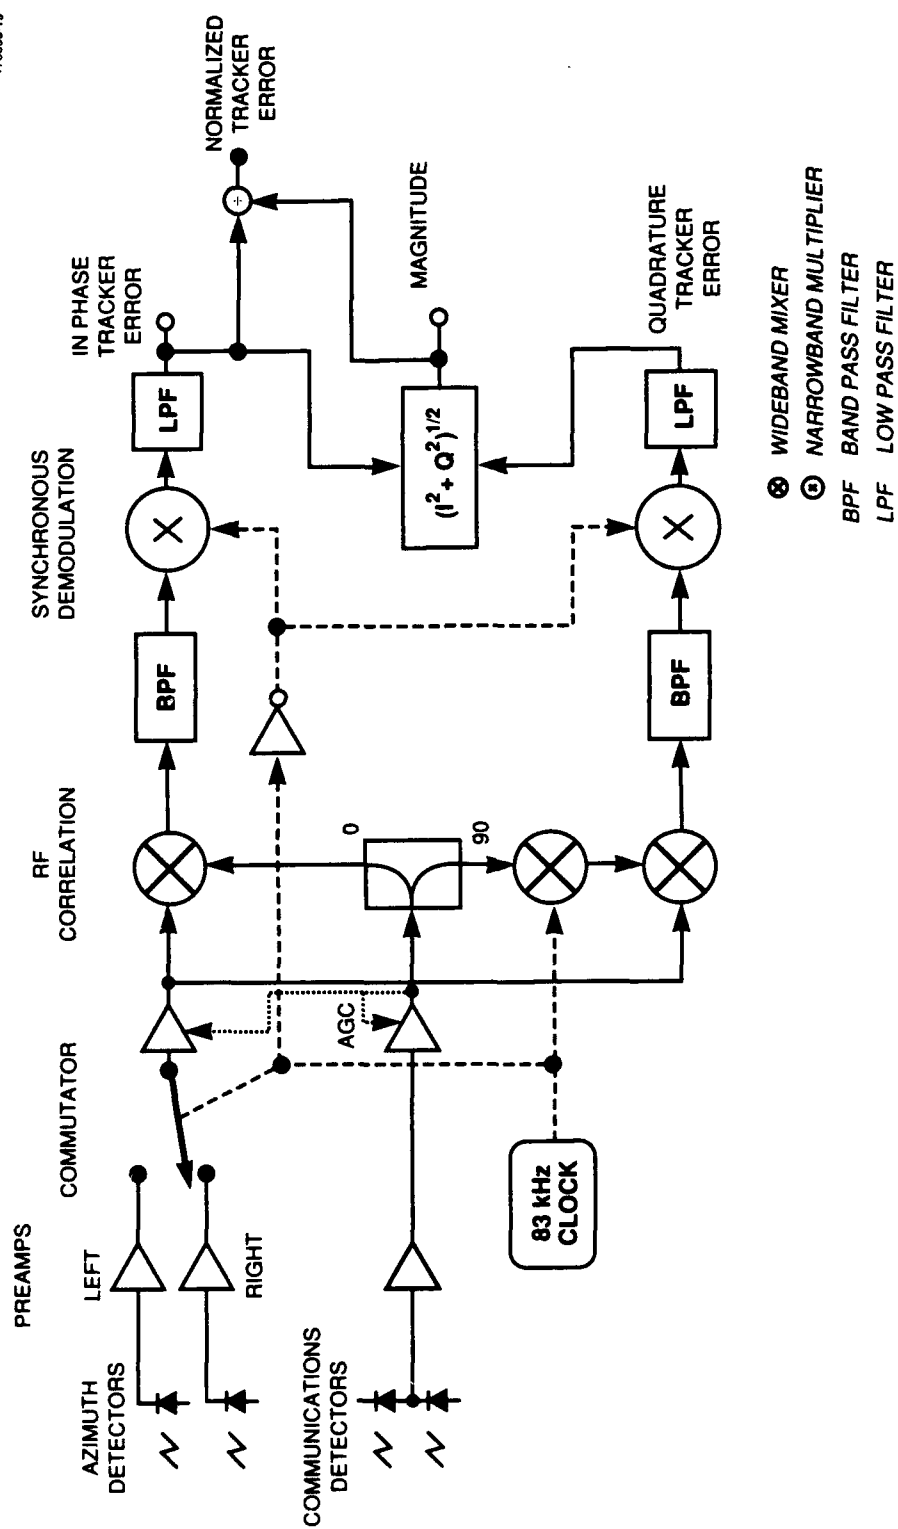 PREAMPS
COMMUTATOR
RF
CORRELATION
SYNCHRONOUS
DEMODULATION
IN PHASE
TRACKER
ERROR
NORMALIZED
TRACKER
ERROR
AZIMUTH
DETECTORS
LEFT
RIGHT
BPF
×
LPF
÷
AGC
0
90
(I² + Q²)¹/²
MAGNITUDE
COMMUNICATIONS
DETECTORS
83 kHz
CLOCK
BPF
×
LPF
QUADRATURE
TRACKER
ERROR
WIDEBAND MIXER
NARROWBAND MULTIPLIER
BPF BAND PASS FILTER
LPF LOW PASS FILTER